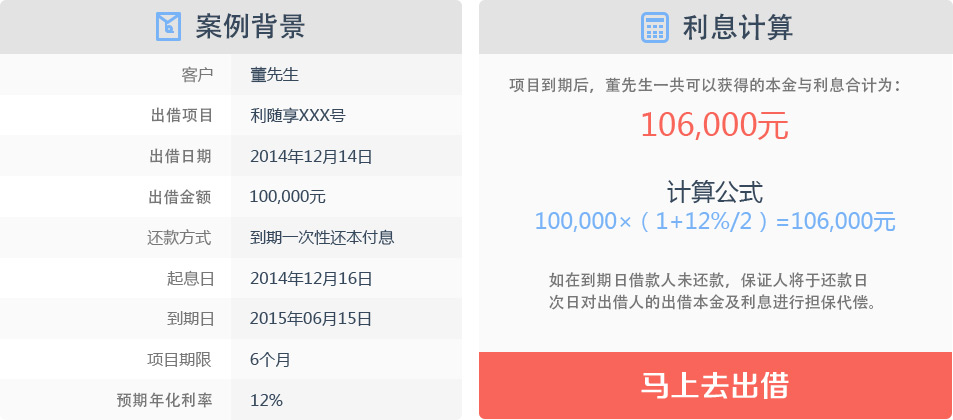 案例背景
客户 董先生
出借项目 利随享XXX号
出借日期 2014年12月14日
出借金额 100,000元
还款方式 到期一次性还本付息
起息日 2014年12月16日
到期日 2015年06月15日
项目期限 6个月
预期年化利率 12%
利息计算
项目到期后，董先生一共可以获得的本金与利息合计为：
106,000元
计算公式
100,000×（1+12%/2）=106,000元
如在到期日借款人未还款，保证人将于还款日
次日对出借人的出借本金及利息进行担保代偿。
马上去出借